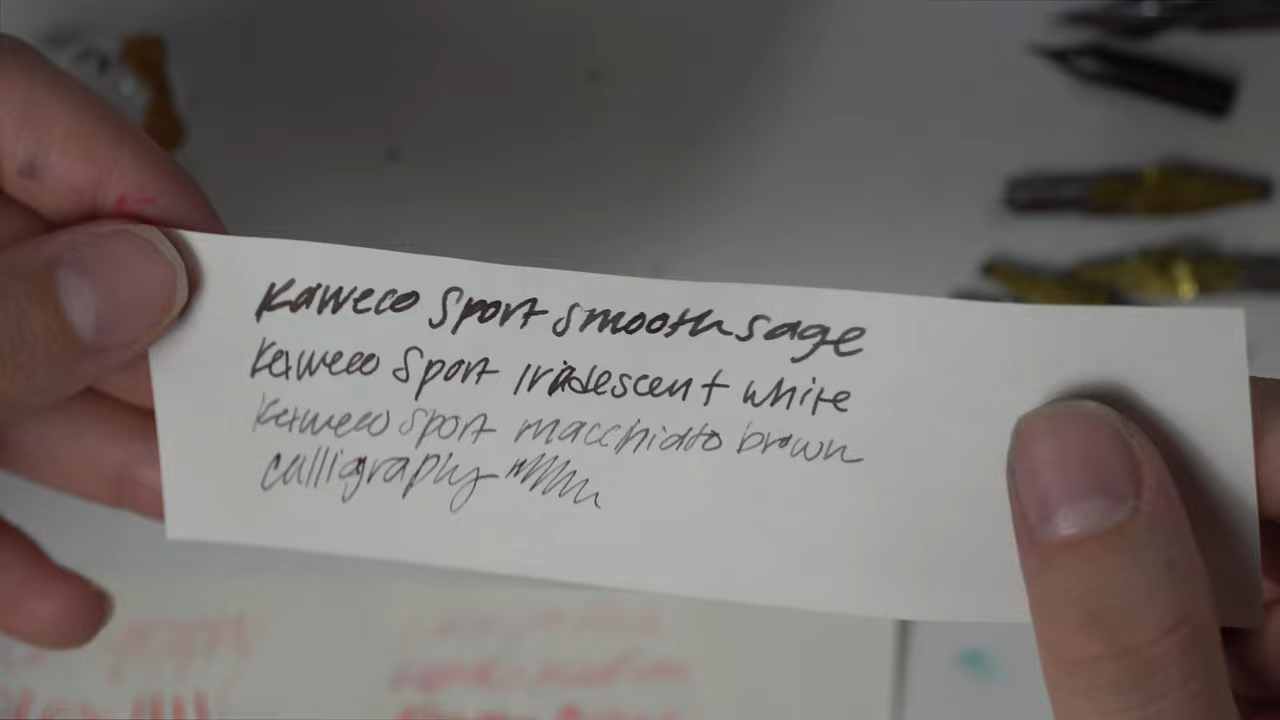 Kaweco Sport smooth sage
Kaweco Sport iridescent white
Kaweco Sport macchiato brown
calligraphy